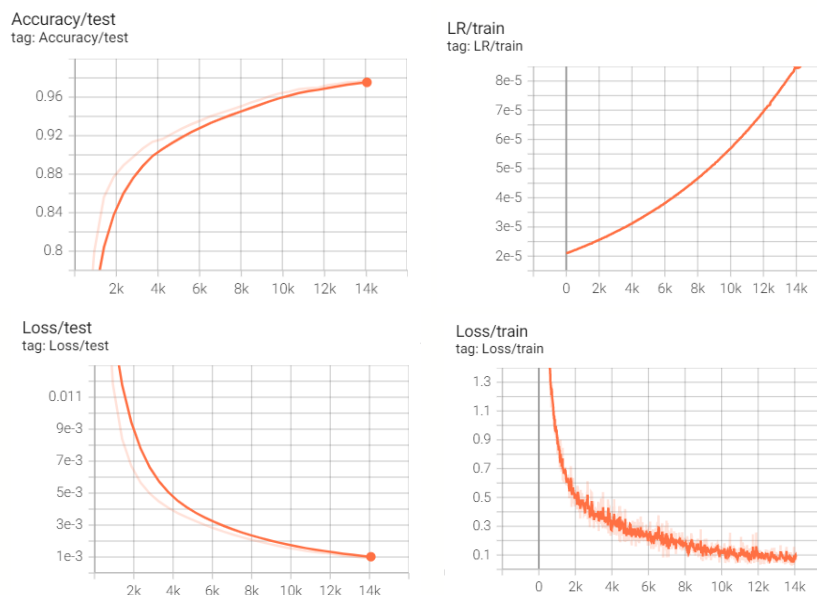 Accuracy/test
tag: Accuracy/test
0.96
0.92
0.88
0.84
0.8
2k 4k 6k 8k 10k 12k 14k
LR/train
tag: LR/train
8e-5
7e-5
6e-5
5e-5
4e-5
3e-5
2e-5
0 2k 4k 6k 8k 10k 12k 14k
Loss/test
tag: Loss/test
0.011
9e-3
7e-3
5e-3
3e-3
1e-3
2k 4k 6k 8k 10k 12k 14k
Loss/train
tag: Loss/train
1.3
1.1
0.9
0.7
0.5
0.3
0.1
0 2k 4k 6k 8k 10k 12k 14k